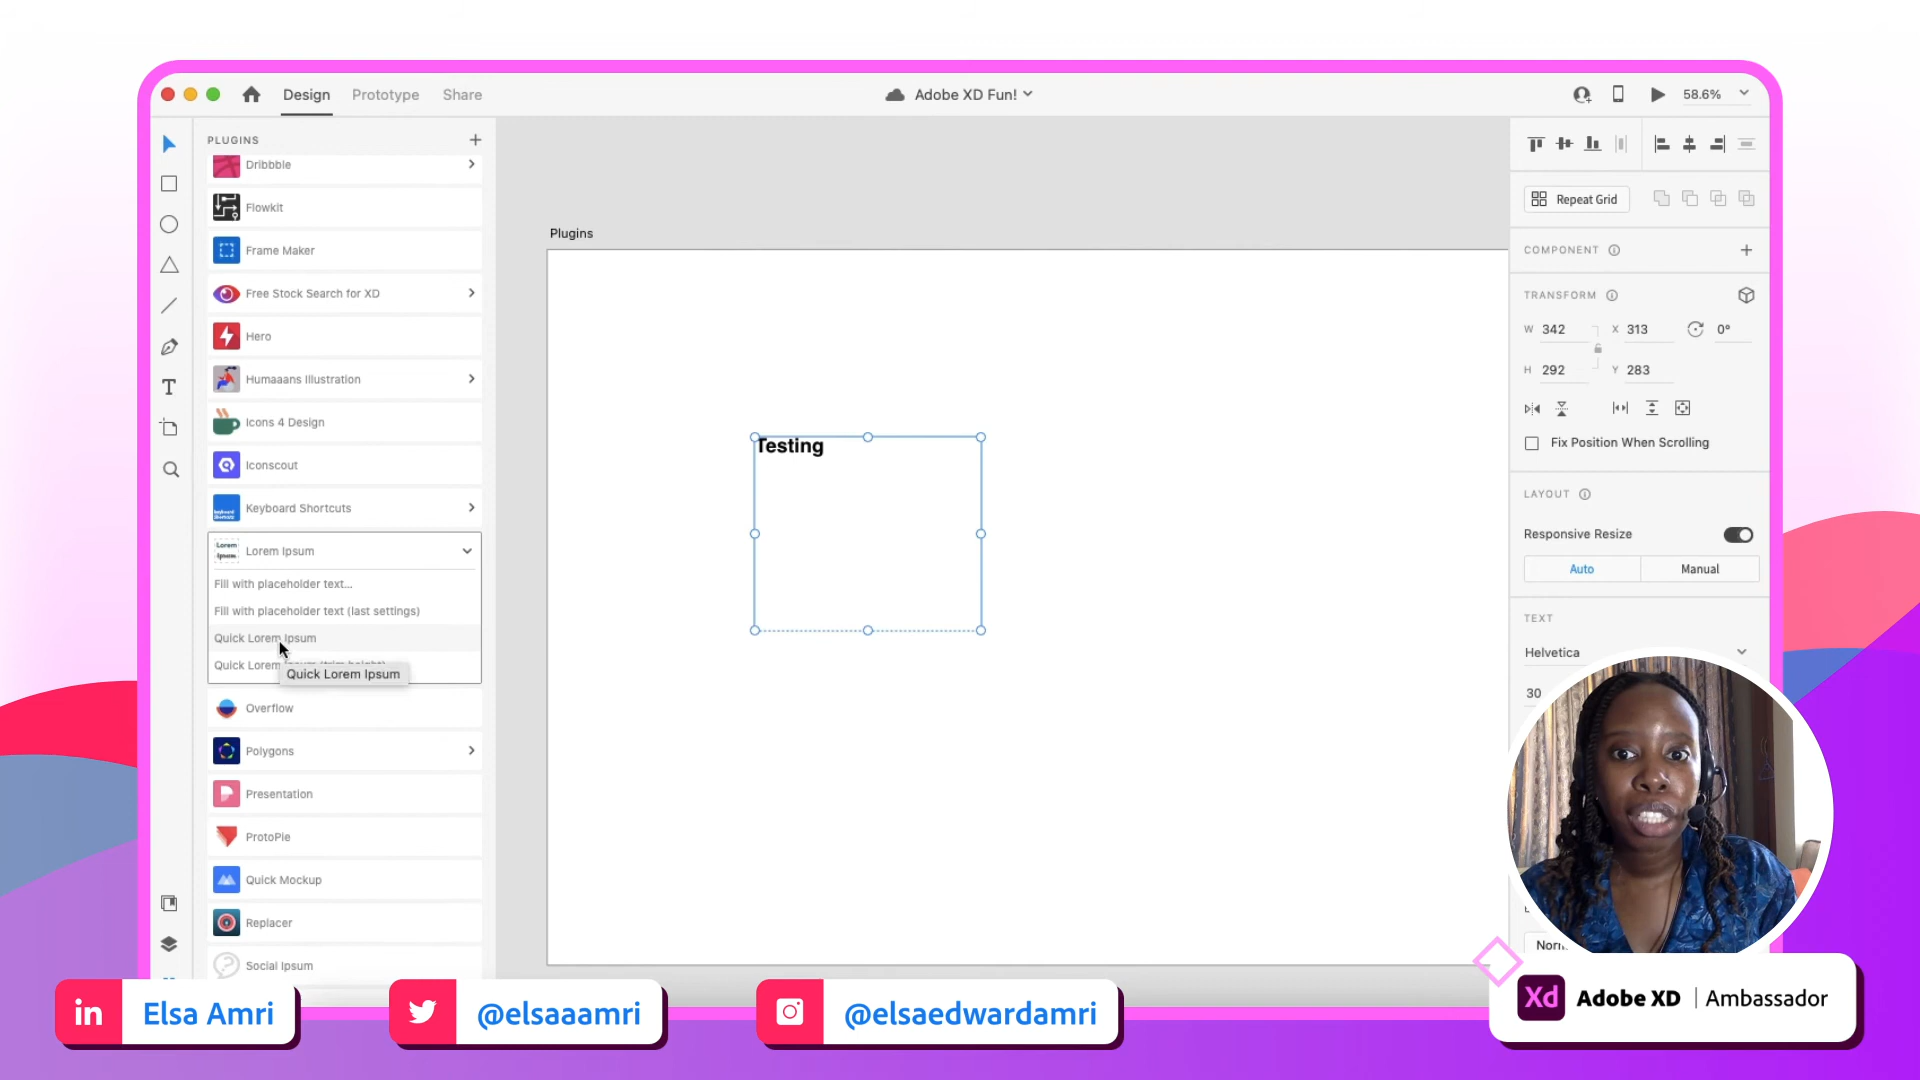 Design Prototype Share
Adobe XD Fun!
58.6%
PLUGINS
Dribbble
Flowkit
Frame Maker
Free Stock Search for XD
Hero
Humaaans Illustration
Icons 4 Design
Iconscout
Keyboard Shortcuts
Lorem Ipsum
Fill with placeholder text...
Fill with placeholder text (last settings)
Quick Lorem Ipsum
Quick Lorem
Quick Lorem Ipsum
Overflow
Polygons
Presentation
ProtoPie
Quick Mockup
Replacer
Social Ipsum
Plugins
Testing
Repeat Grid
COMPONENT
TRANSFORM
W 342 X 313 0°
H 292 Y 283
Fix Position When Scrolling
LAYOUT
Responsive Resize
Auto Manual
TEXT
Helvetica
30
in Elsa Amri
@elsaaamri
@elsaedwardamri
Xd Adobe XD | Ambassador